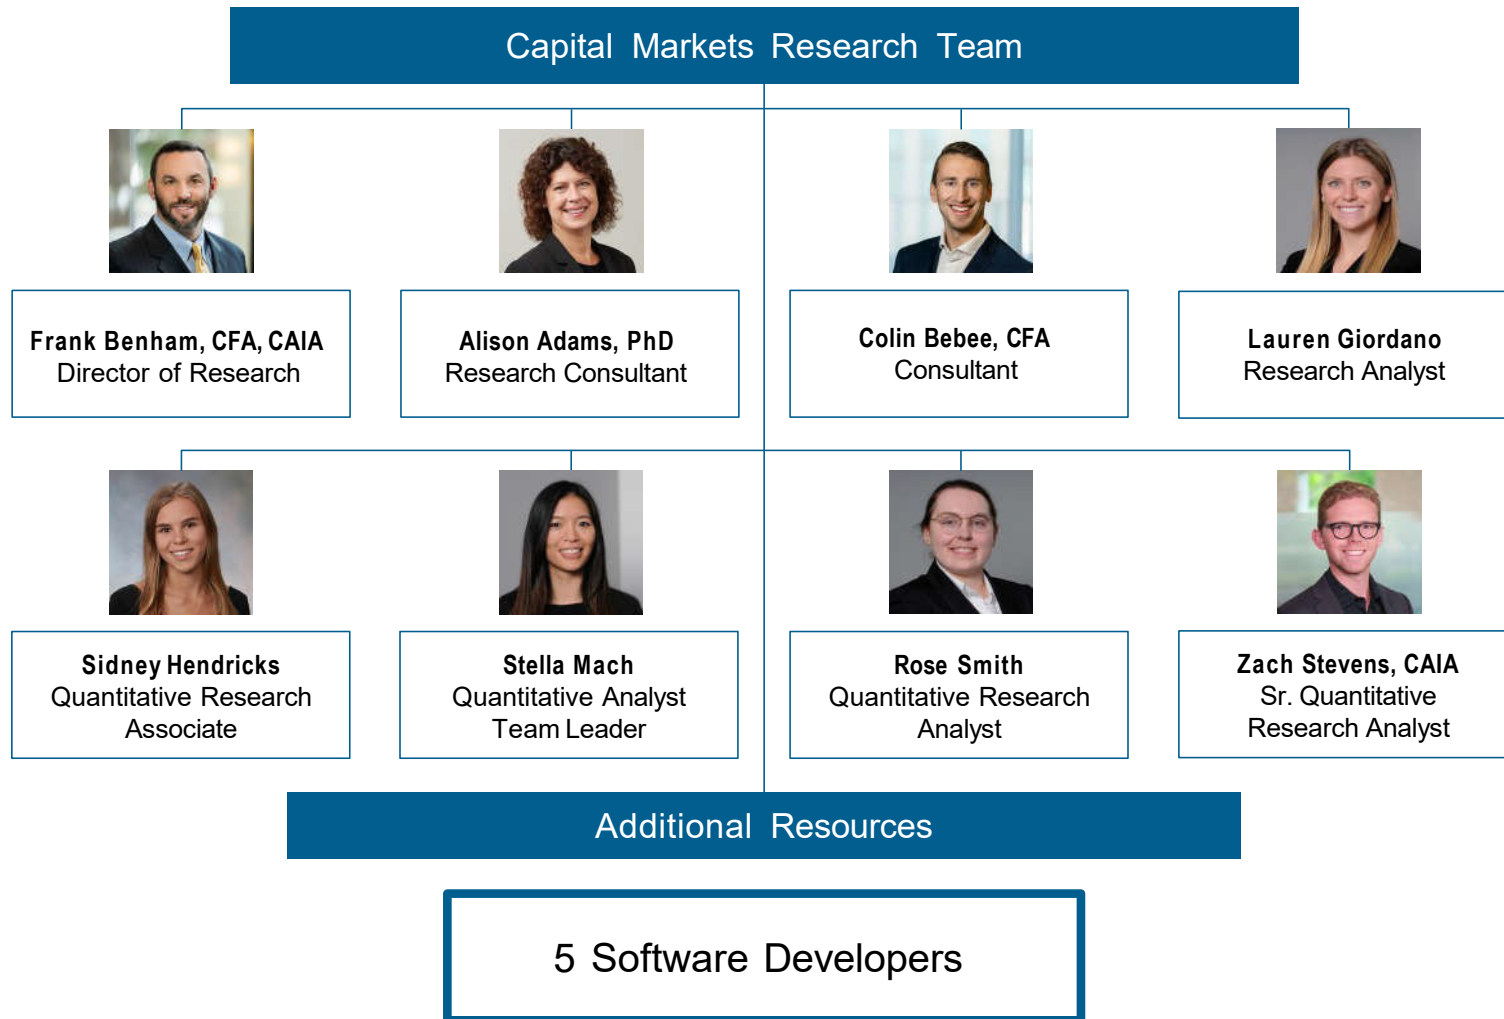 Capital Markets Research Team
Frank Benham, CFA, CAIA
Director of Research
Alison Adams, PhD
Research Consultant
Colin Bebee, CFA
Consultant
Lauren Giordano
Research Analyst
Sidney Hendricks
Quantitative Research
Associate
Stella Mach
Quantitative Analyst
Team Leader
Rose Smith
Quantitative Research
Analyst
Zach Stevens, CAIA
Sr. Quantitative
Research Analyst
Additional Resources
5 Software Developers